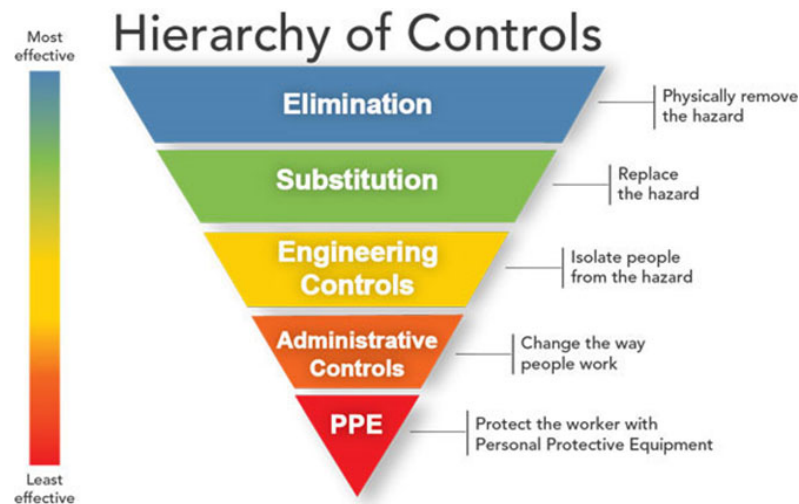 Hierarchy of Controls
Most
effective
Elimination
Physically remove
the hazard
Substitution
Replace
the hazard
Engineering
Controls
Isolate people
from the hazard
Administrative
Controls
Change the way
people work
PPE
Protect the worker with
Personal Protective Equipment
Least
effective